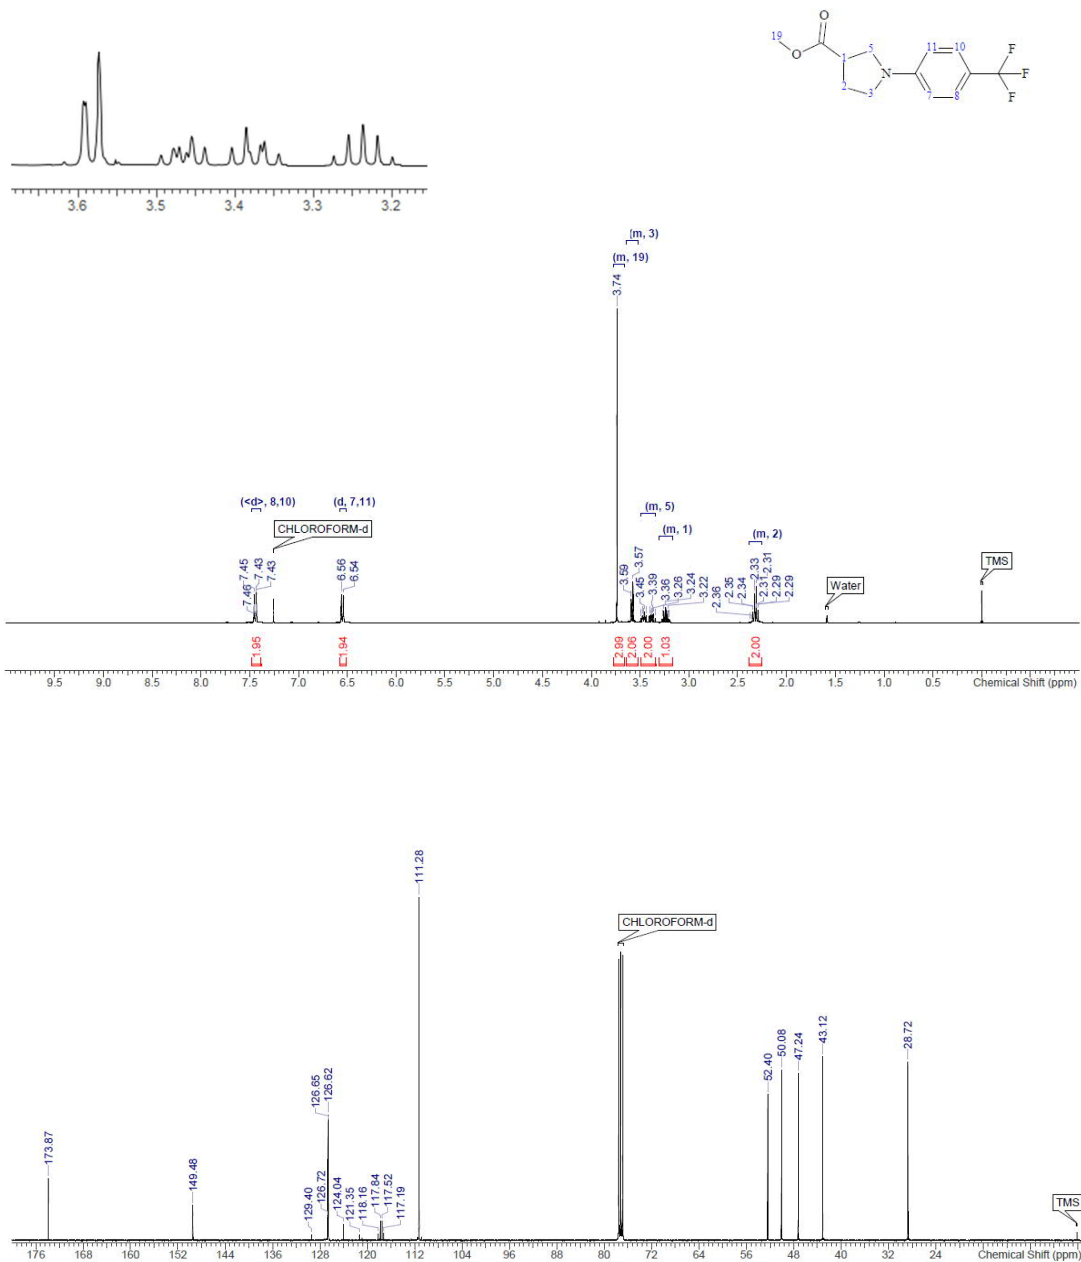 O
19
O
1
5
2
3
N
11
10
7
8
F
F
F
3.6 3.5 3.4 3.3 3.2
(m, 3)
(m, 19)
3.74
(<d>, 8,10)
(d, 7,11)
(m, 5)
(m, 1)
(m, 2)
CHLOROFORM-d
Water
TMS
7.46 7.45 7.43 7.43
6.56 6.54
3.59 3.57 3.45 3.39 3.36 3.26 3.24 3.22
2.36 2.35 2.34 2.33 2.31 2.31 2.29 2.29
1.95 1.94 2.99 2.06 2.00 1.03 2.00
9.5 9.0 8.5 8.0 7.5 7.0 6.5 6.0 5.5 5.0 4.5 4.0 3.5 3.0 2.5 2.0 1.5 1.0 0.5 Chemical Shift (ppm)
111.28
CHLOROFORM-d
173.87
149.48
129.40 126.72 126.65 126.62 124.04 121.35 118.16 117.84 117.52 117.19
52.40 50.08 47.24 43.12
28.72
TMS
176 168 160 152 144 136 128 120 112 104 96 88 80 72 64 56 48 40 32 24 Chemical Shift (ppm)